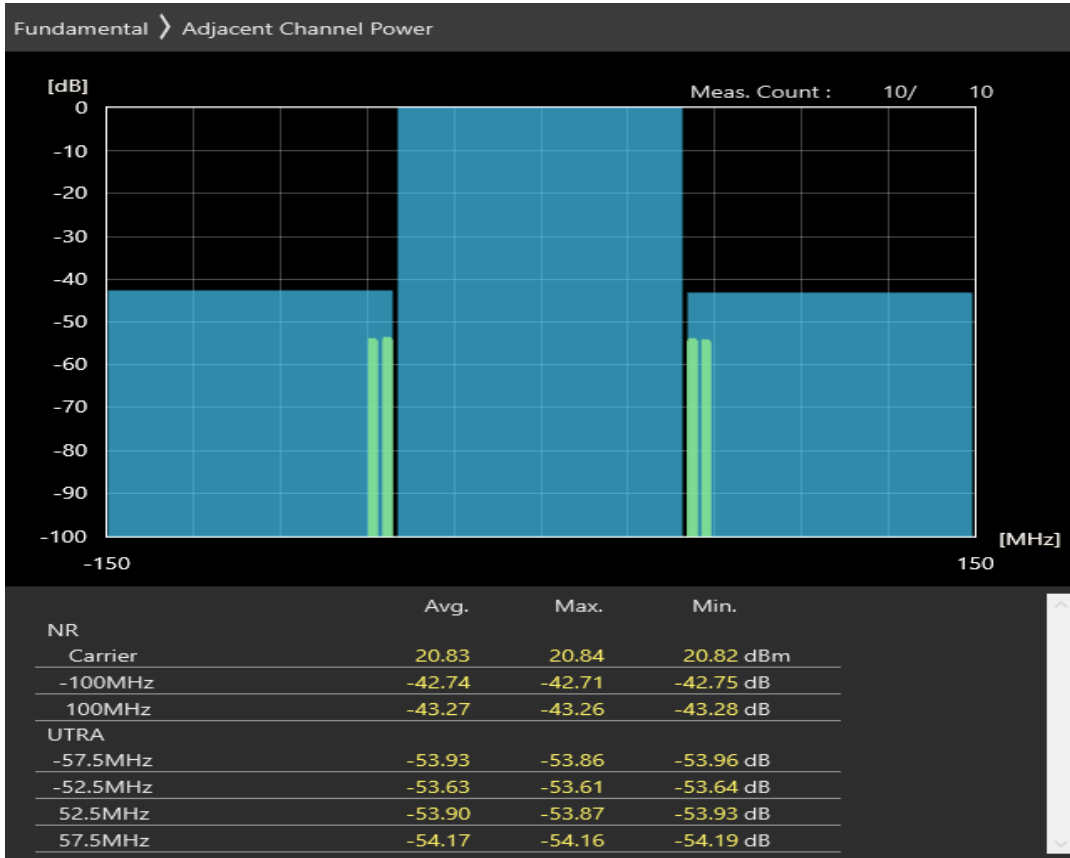 Fundamental ❭ Adjacent Channel Power
[dB]
Meas. Count : 10/ 10
0
-10
-20
-30
-40
-50
-60
-70
-80
-90
-100
[MHz]
-150 150
Avg. Max. Min.
NR
Carrier 20.83 20.84 20.82 dBm
-100MHz -42.74 -42.71 -42.75 dB
100MHz -43.27 -43.26 -43.28 dB
UTRA
-57.5MHz -53.93 -53.86 -53.96 dB
-52.5MHz -53.63 -53.61 -53.64 dB
52.5MHz -53.90 -53.87 -53.93 dB
57.5MHz -54.17 -54.16 -54.19 dB